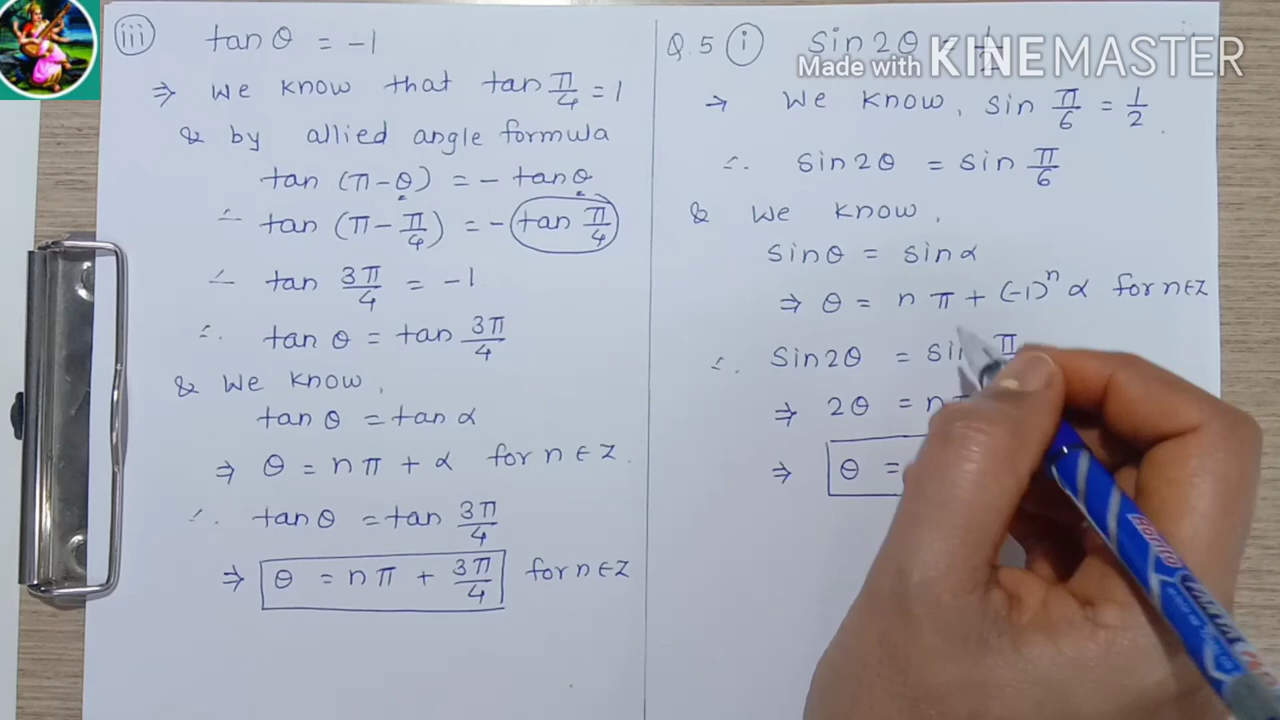 iii tan θ = -1
⇒ We know that tan π/4 = 1
& by allied angle formula
tan (π - θ) = - tan θ
∴ tan (π - π/4) = - tan π/4
∴ tan 3π/4 = -1
∴ tan θ = tan 3π/4
& We know,
tan θ = tan α
⇒ θ = nπ + α for n ∈ Z.
∴ tan θ = tan 3π/4
⇒ θ = nπ + 3π/4 for n ∈ Z
Q.5 i sin 2θ = 1/2
Made with KINEMASTER
→ We know, sin π/6 = 1/2.
∴ sin 2θ = sin π/6
& We know,
sin θ = sin α
⇒ θ = nπ + (-1)^n α for n ∈ Z
∴ sin 2θ = sin π
⇒ 2θ = n
⇒ θ =